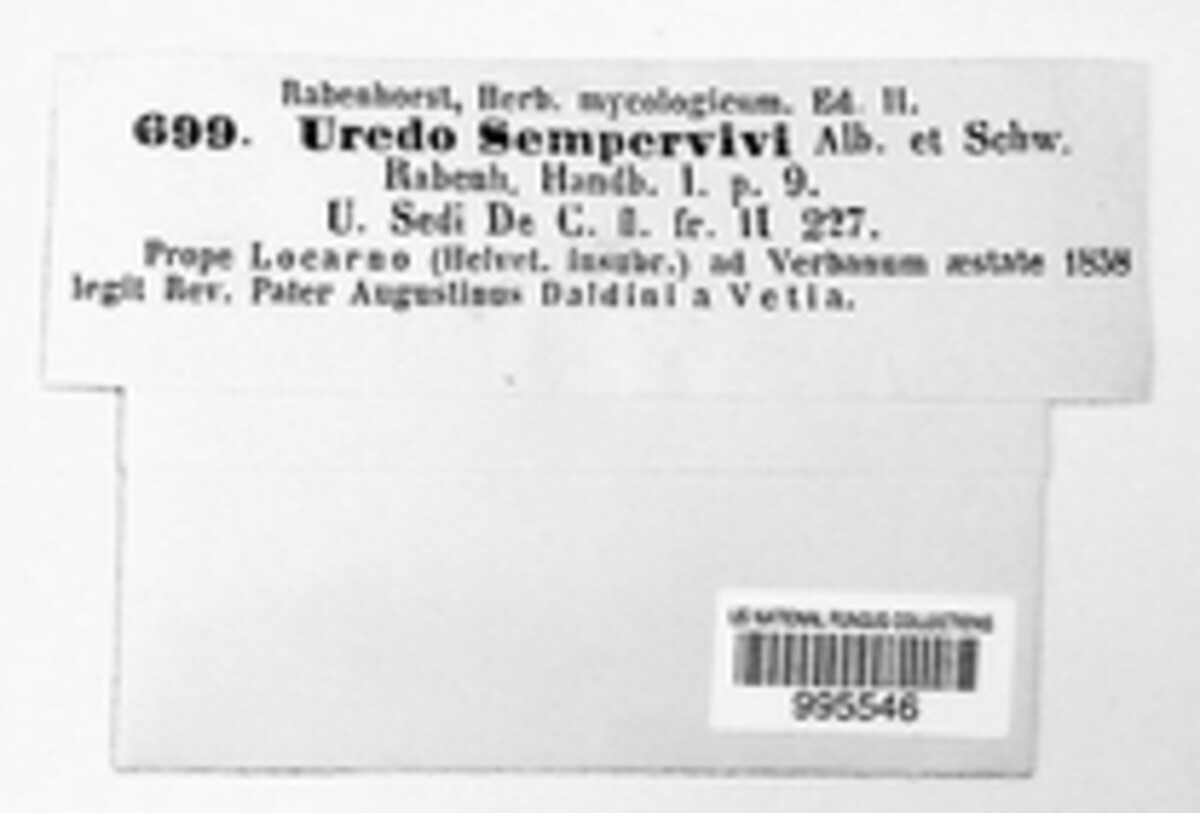 Rabenhorst, Herb. mycologicum. Ed. II.
699. Uredo Sempervivi Alb. et Schw.
Rabenh. Handb. I. p. 9.
U. Sedi De C. fl. fr. II 227.
Prope Locarno (Helvet. insubr.) ad Verbanum æstate 1858
legit Rev. Pater Augustinus Daldini a Vetia.
US NATIONAL FUNGUS COLLECTIONS
995546